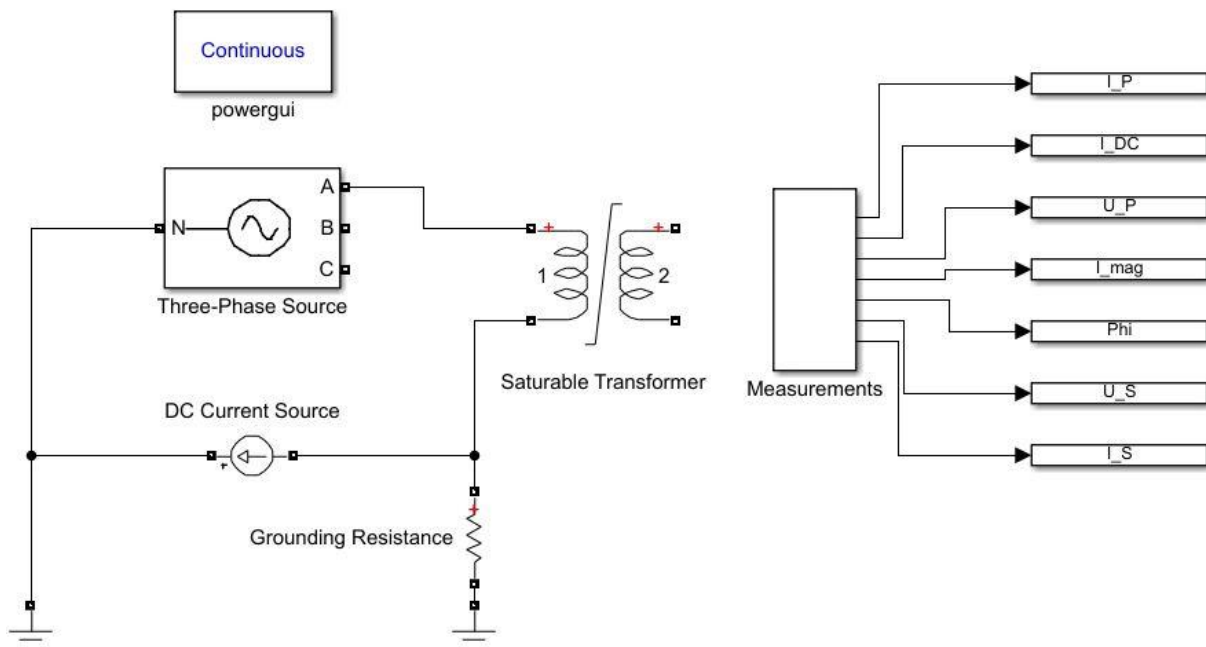 Continuous
powergui
A
N
B
C
Three-Phase Source
1
2
Saturable Transformer
DC Current Source
Grounding Resistance
Measurements
I_P
I_DC
U_P
I_mag
Phi
U_S
I_S